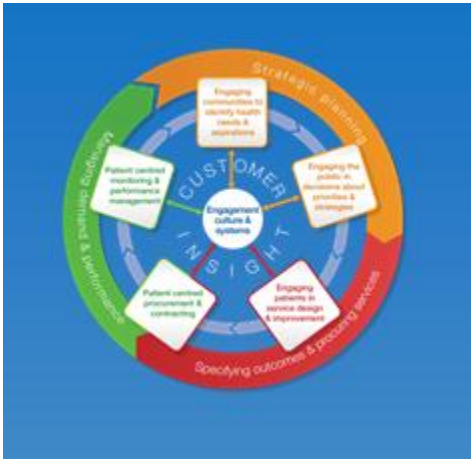 Strategic planning
Engaging
communities to
identify health
needs &
aspirations
Engaging the
public in
decisions about
priorities &
strategies
Patient centred
monitoring &
performance
management
CUSTOMER
Engagement
culture &
systems
INSIGHT
Managing demand & performance
Patient centred
procurement &
contracting
Engaging
patients in
service design
& improvement
Specifying outcomes & procuring services